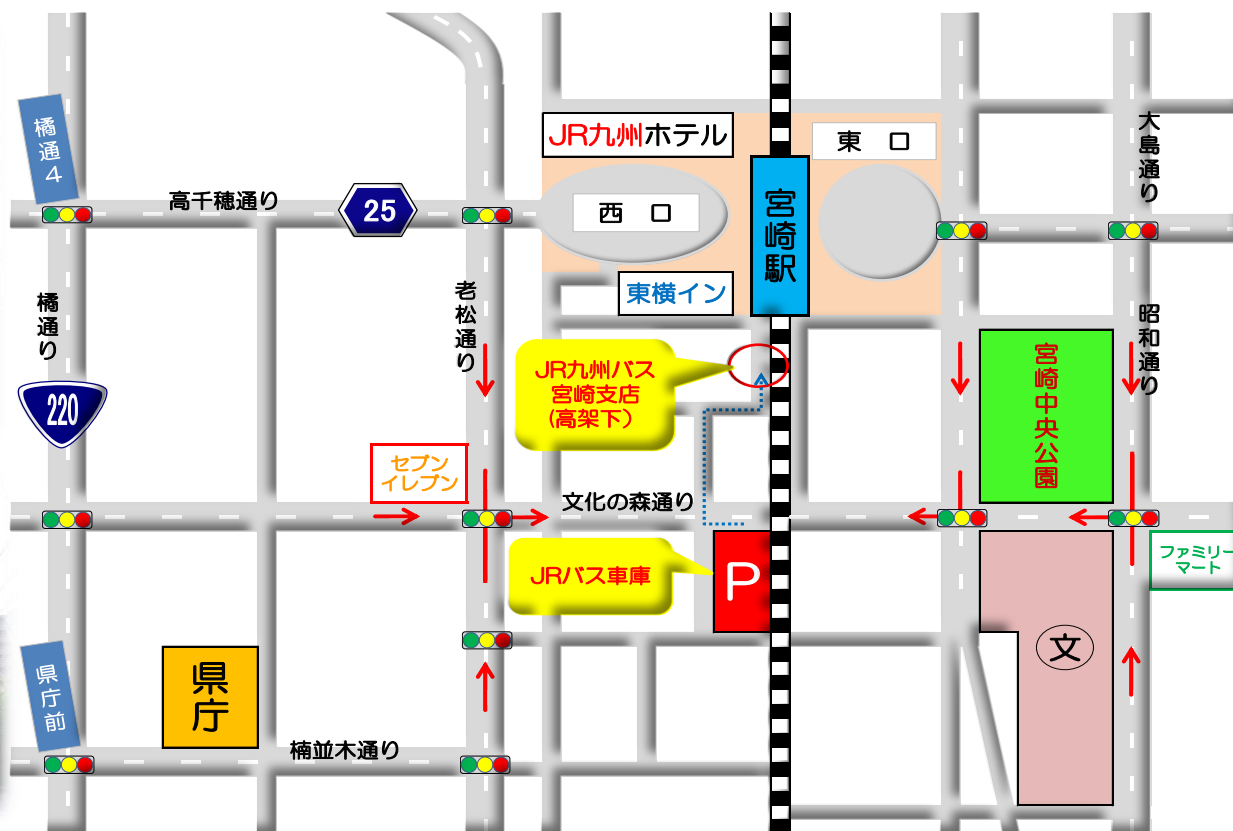 橘通４
高千穂通り
25
JR九州ホテル
西　口
宮崎駅
東　口
大島通り
橘通り
220
老松通り
東横イン
JR九州バス
宮崎支店
(高架下)
宮崎中央公園
昭和通り
セブン
イレブン
文化の森通り
JRバス車庫
P
ファミリー
マート
県庁前
県庁
楠並木通り
文